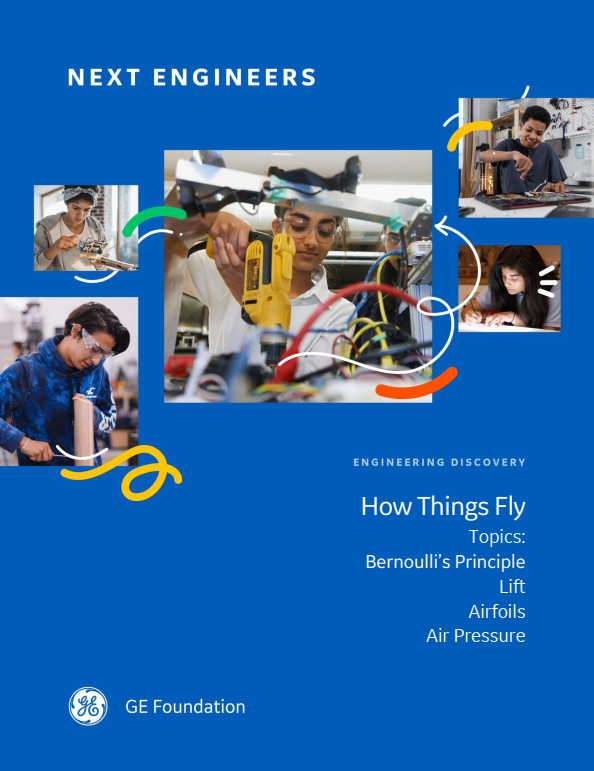 NEXT ENGINEERS
ENGINEERING DISCOVERY
How Things Fly
Topics:
Bernoulli's Principle
Lift
Airfoils
Air Pressure
GE Foundation